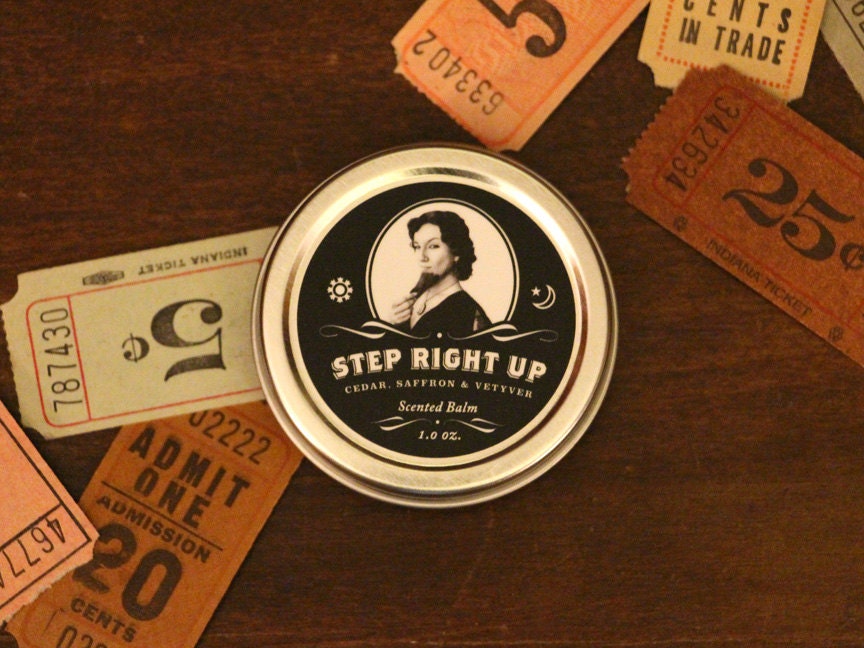 5
633402
CENTS
IN TRADE
342634
25¢
INDIANA TICKET
INDIANA TICKET
5¢
787430
STEP RIGHT UP
CEDAR, SAFFRON & VETYVER
Scented Balm
1.0 OZ.
02222
ADMIT
ONE
ADMISSION
20
CENTS
4677